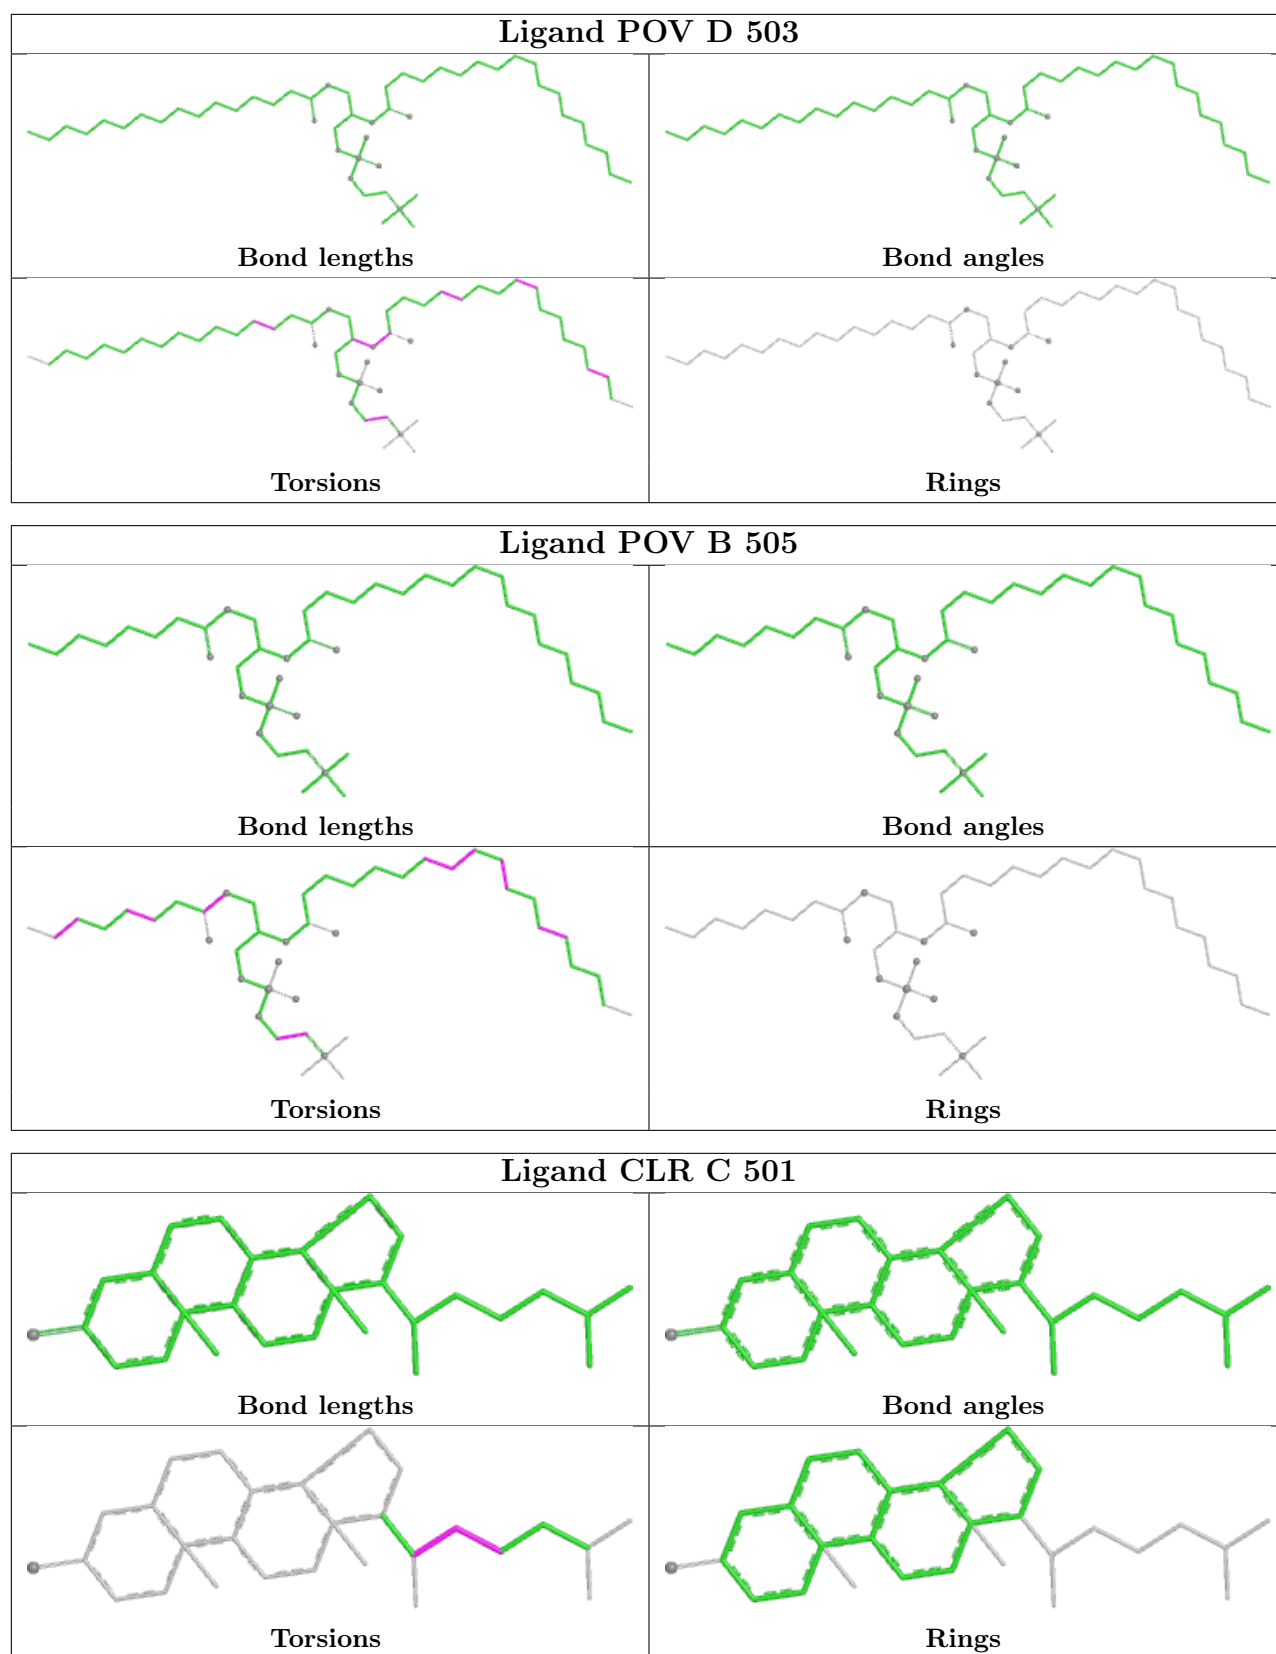 Ligand POV D 503
Bond lengths
Bond angles
Torsions
Rings
Ligand POV B 505
Bond lengths
Bond angles
Torsions
Rings
Ligand CLR C 501
Bond lengths
Bond angles
Torsions
Rings